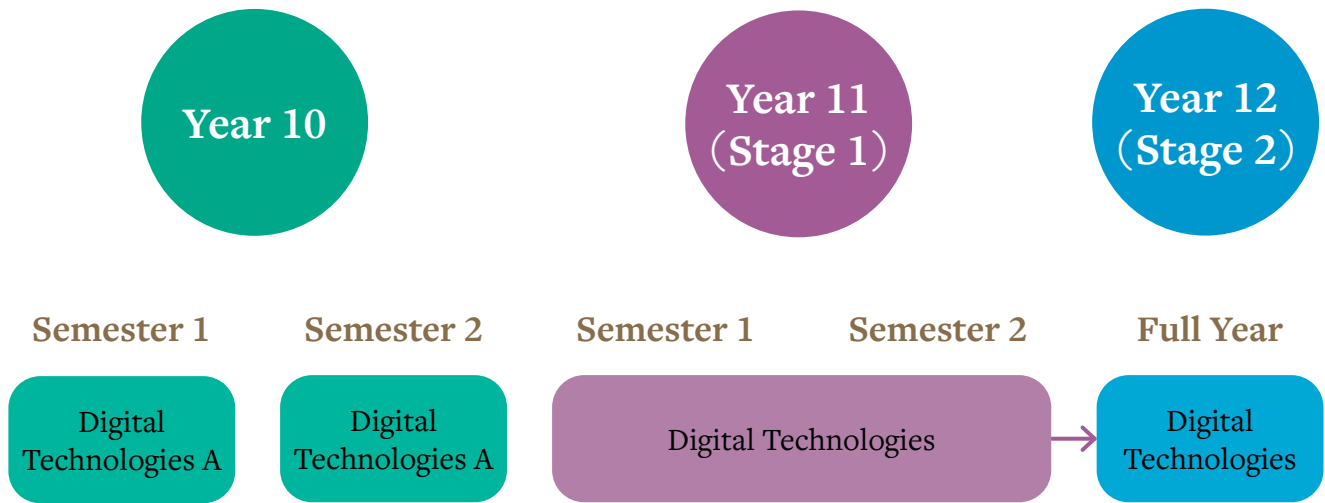 Year 10
Year 11
(Stage 1)
Year 12
(Stage 2)
Semester 1
Semester 2
Semester 1
Semester 2
Full Year
Digital
Technologies A
Digital
Technologies A
Digital Technologies
Digital
Technologies